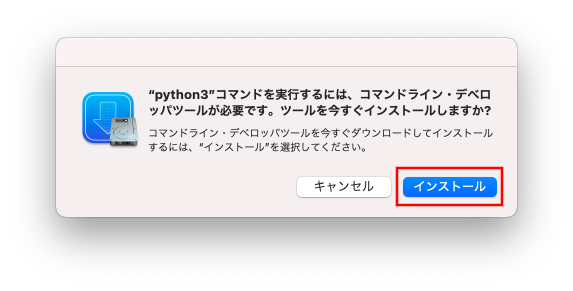 “python3”コマンドを実行するには、コマンドライン・デベロ
ッパツールが必要です。ツールを今すぐインストールしますか?
コマンドライン・デベロッパツールを今すぐダウンロードしてインストール
するには、“インストール”を選択してください。
キャンセル
インストール